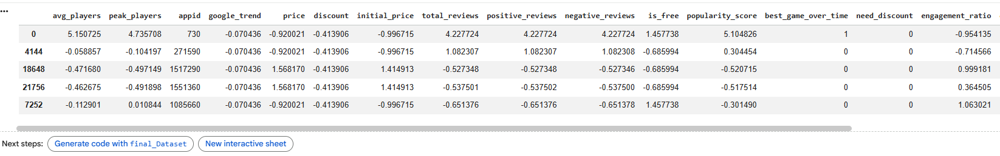 ...
avg_players peak_players appid google_trend price discount initial_price total_reviews positive_reviews negative_reviews is_free popularity_score best_game_over_time need_discount engagement_ratio
0 5.150725 4.735708 730 -0.070436 -0.920021 -0.413906 -0.996715 4.227724 4.227724 4.227724 1.457738 5.104826 1 0 -0.954135
4144 -0.058857 -0.104197 271590 -0.070436 -0.920021 -0.413906 -0.996715 1.082307 1.082307 1.082308 -0.685994 0.304454 0 0 -0.714566
18648 -0.471680 -0.497149 1517290 -0.070436 1.568170 -0.413906 1.414913 -0.527348 -0.527348 -0.527346 -0.685994 -0.520715 0 0 0.999181
21756 -0.462675 -0.491898 1551360 -0.070436 1.568170 -0.413906 1.414913 -0.537501 -0.537502 -0.537500 -0.685994 -0.517514 0 0 0.364505
7252 -0.112901 0.010844 1085660 -0.070436 -0.920021 -0.413906 -0.996715 -0.651376 -0.651376 -0.651378 1.457738 -0.301490 0 0 1.063021
Next steps: Generate code with final_Dataset New interactive sheet